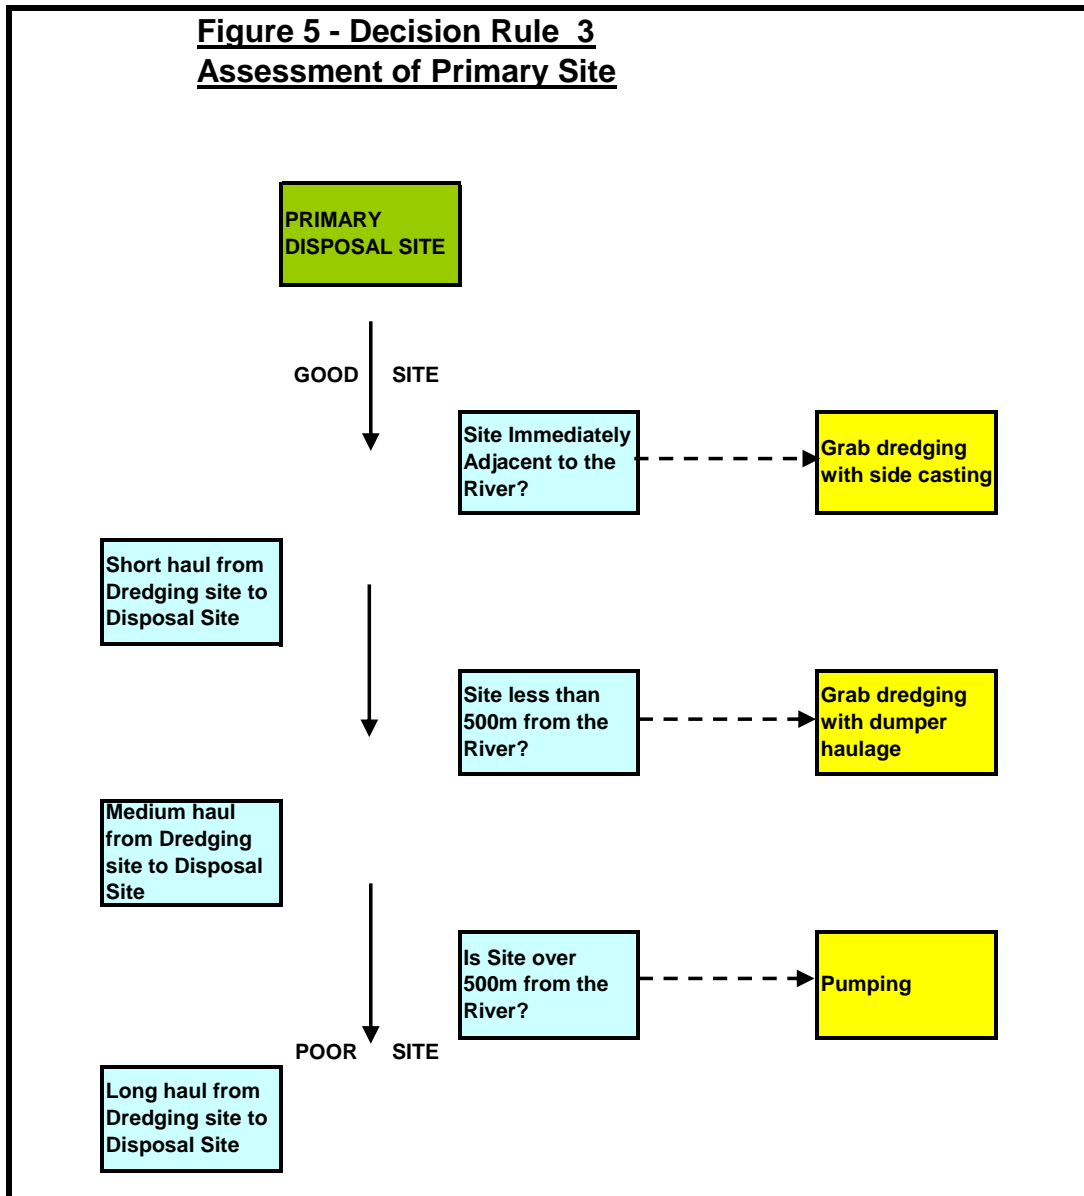 Figure 5 - Decision Rule 3
Assessment of Primary Site
PRIMARY
DISPOSAL SITE
GOOD SITE
Site Immediately
Adjacent to the
River?
Grab dredging
with side casting
Short haul from
Dredging site to
Disposal Site
Site less than
500m from the
River?
Grab dredging
with dumper
haulage
Medium haul
from Dredging
site to Disposal
Site
Is Site over
500m from the
River?
Pumping
POOR SITE
Long haul from
Dredging site to
Disposal Site